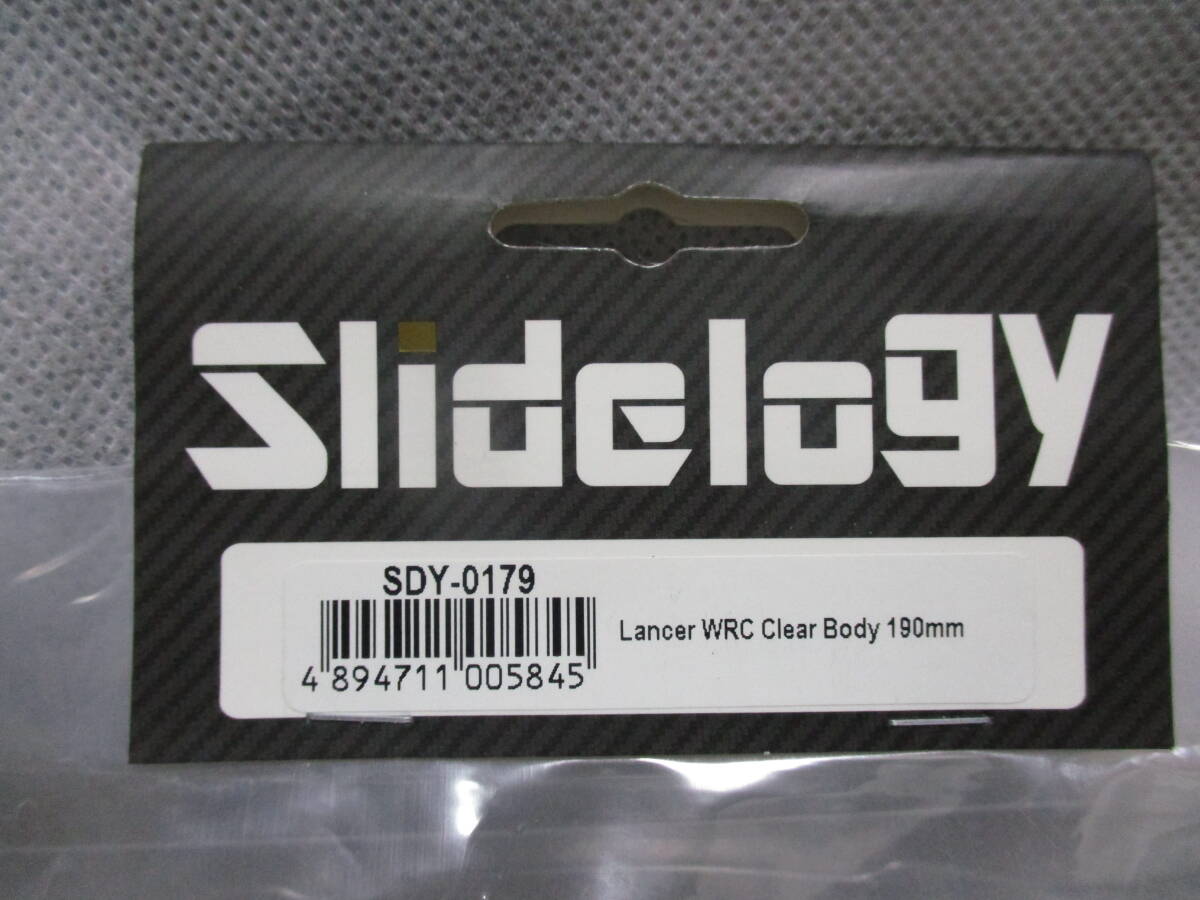 Slidelogy
SDY-0179
Lancer WRC Clear Body 190mm
4 894711 005845